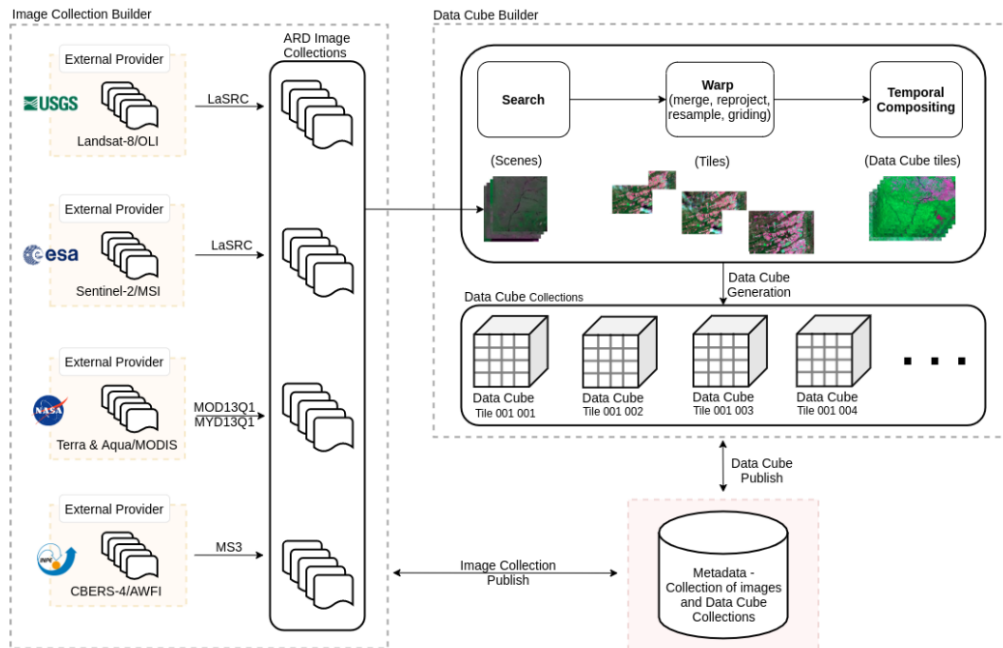 Image Collection Builder
External Provider
USGS
Landsat-8/OLI
LaSRC
External Provider
esa
Sentinel-2/MSI
LaSRC
External Provider
NASA
Terra & Aqua/MODIS
MOD13Q1
MYD13Q1
External Provider
INPE
CBERS-4/AWFI
MS3
ARD Image
Collections
Data Cube Builder
Search
Warp
(merge, reproject,
resample, griding)
Temporal
Compositing
(Scenes)
(Tiles)
(Data Cube tiles)
Data Cube
Generation
Data Cube Collections
Data Cube
Tile 001 001
Data Cube
Tile 001 002
Data Cube
Tile 001 003
Data Cube
Tile 001 004
Data Cube
Publish
Image Collection
Publish
Metadata -
Collection of images
and Data Cube
Collections